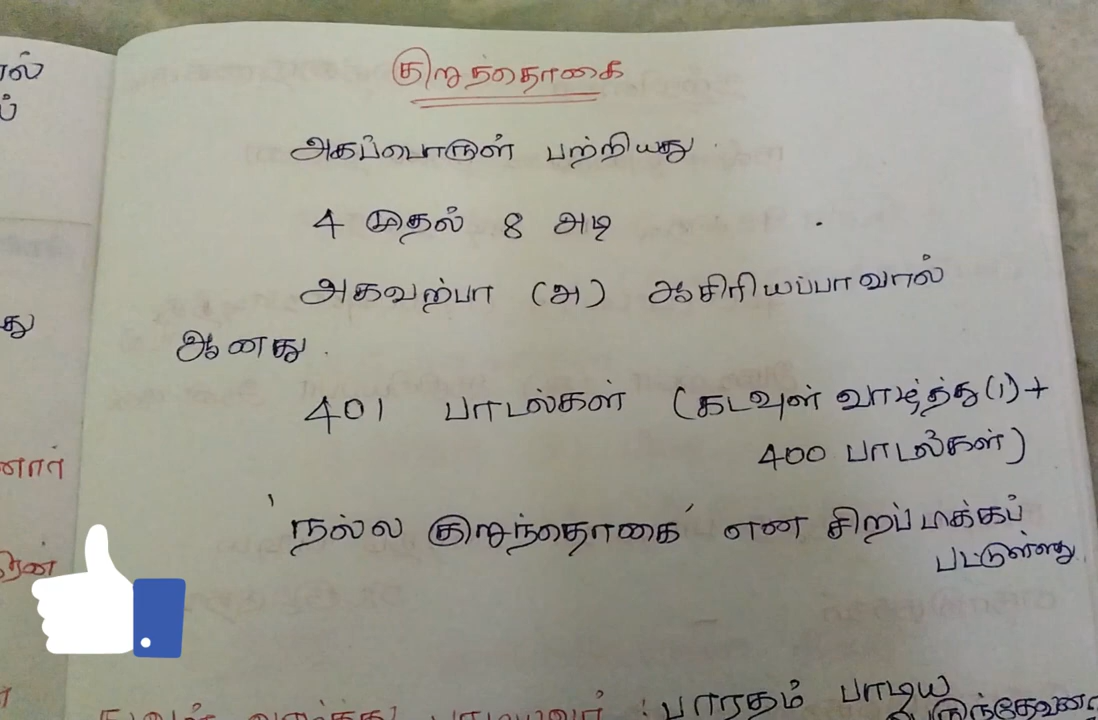 குறுந்தொகை
அகப்பொருள் பற்றியது.
4 முதல் 8 அடி
அகவற்பா (அ) ஆசிரியப்பாவால்
ஆனது.
401 பாடல்கள் (கடவுள் வாழ்த்து (1) +
400 பாடல்கள்)
'நல்ல குறுந்தொகை' என சிறப்பிக்கப்
பட்டுள்ளது.
: பாரதம் பாடிய